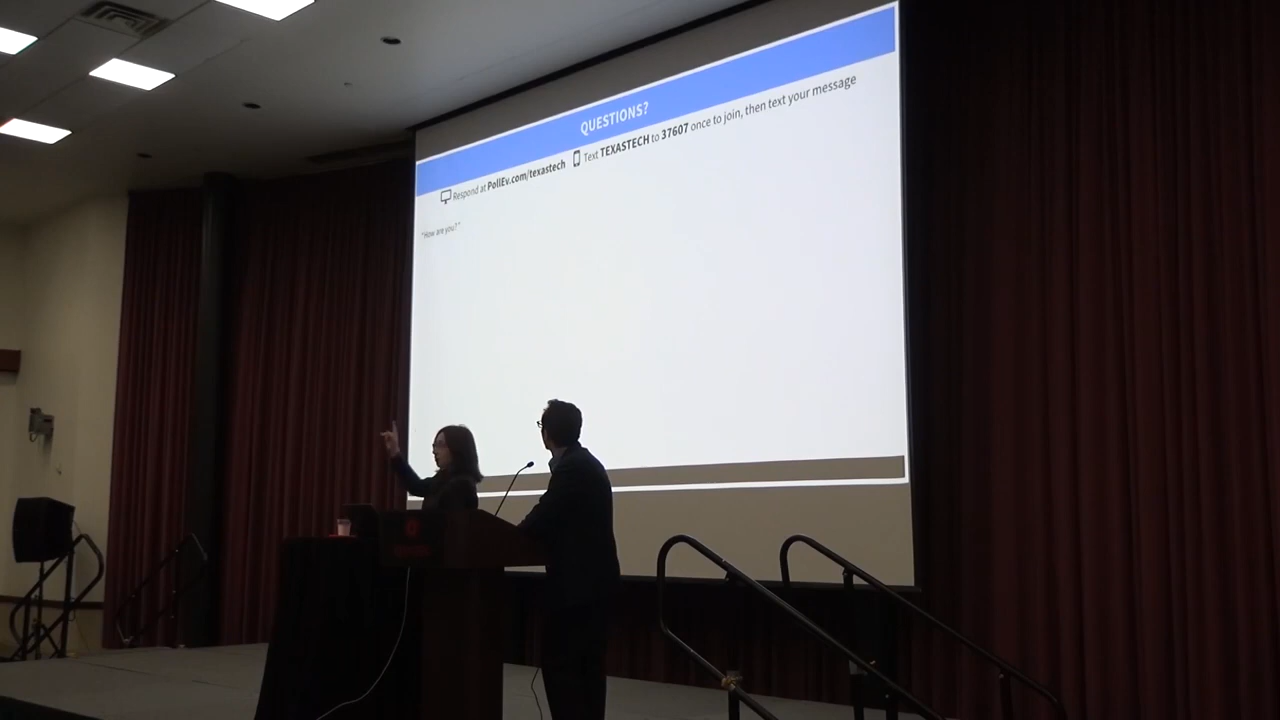 QUESTIONS?
Respond at PollEv.com/texastech Text TEXASTECH to 37607 once to join, then text your message
"How are you?"